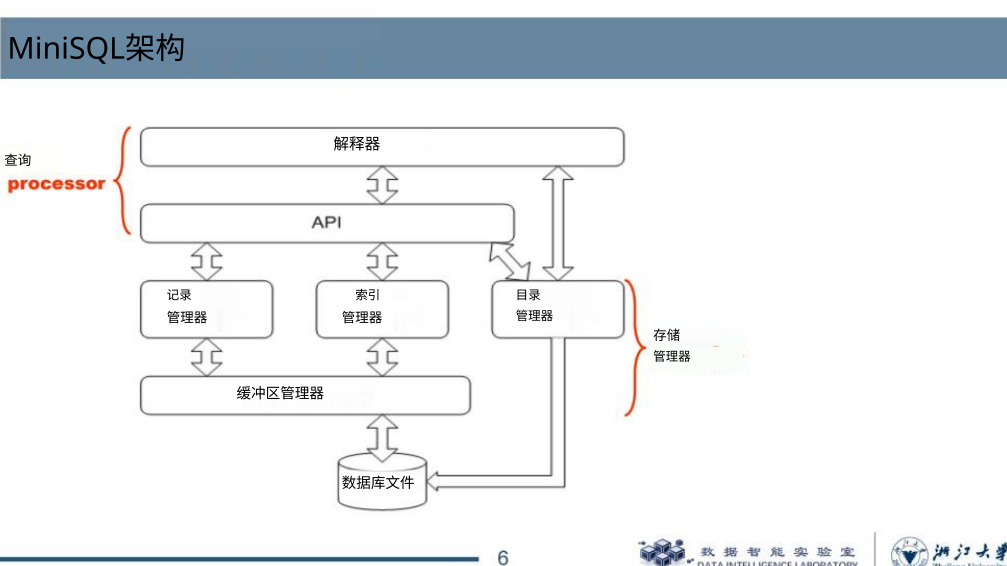 MiniSQL架构
解释器
查询
processor
API
记录
管理器
索引
管理器
目录
管理器
存储
管理器
缓冲区管理器
数据库文件
6
数据智能实验室
DATA INTELLIGENCE LABORATORY
浙江大学